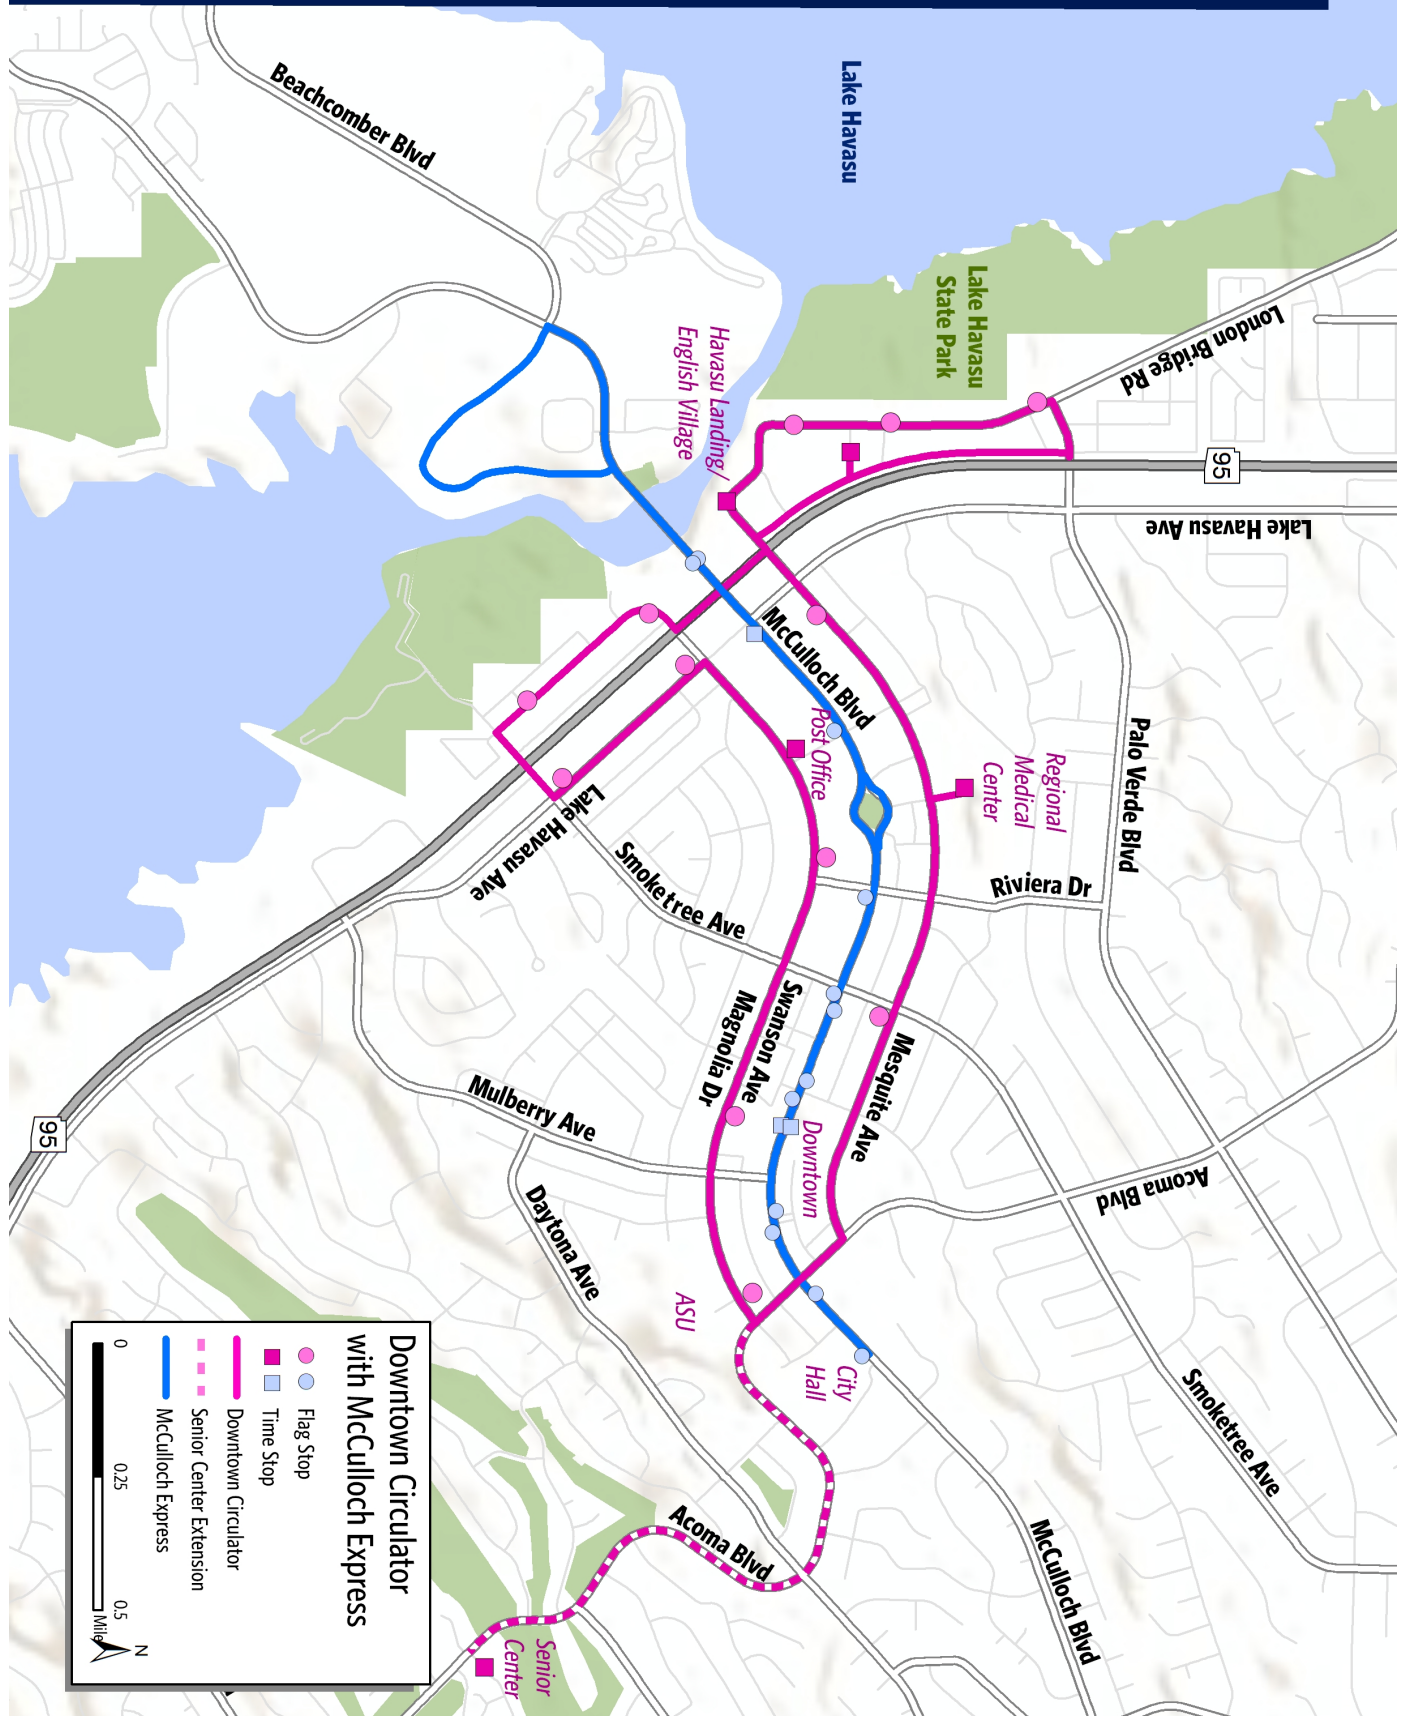 Lake Havasu
Beachcomber Blvd
Lake Havasu
State Park
London Bridge Rd
Havasu Landing/
English Village
95
Lake Havasu Ave
McCulloch Blvd
Post Office
Regional
Medical
Center
Palo Verde Blvd
Riviera Dr
Lake Havasu Ave
Smoketree Ave
Swanson Ave
Magnolia Dr
Mesquite Ave
Mulberry Ave
95
Downtown
Acoma Blvd
Daytona Ave
ASU
City
Hall
Smoketree Ave
McCulloch Blvd
Acoma Blvd
Senior
Center
Downtown Circulator
with McCulloch Express
Flag Stop
Time Stop
Downtown Circulator
Senior Center Extension
McCulloch Express
0 0.25 0.5
Mile
N